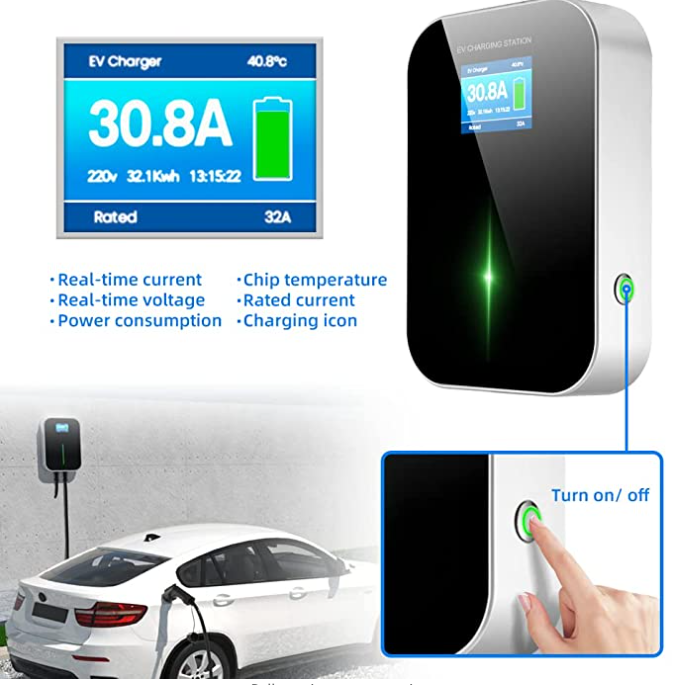 EV Charger 40.8°c
30.8A
220v 32.1Kwh 13:15:22
Rated 32A
· Real-time current
· Real-time voltage
· Power consumption
· Chip temperature
· Rated current
· Charging icon
EV CHARGING STATION
EV Charger 40.8°c
30.8A
220v 32.1Kwh 13:15:22
Rated 32A
Turn on/ off